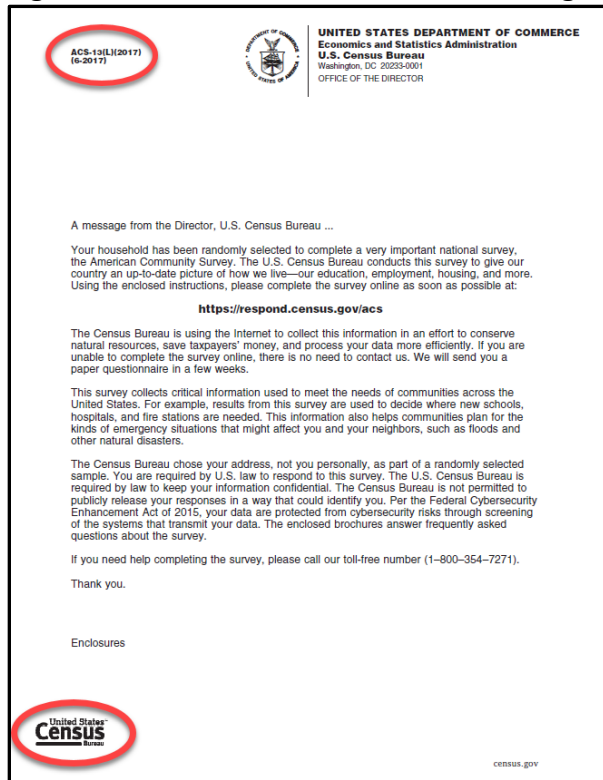 ACS-13(L)(2017)
(6-2017)
UNITED STATES DEPARTMENT OF COMMERCE
Economics and Statistics Administration
U.S. Census Bureau
Washington, DC 20233-0001
OFFICE OF THE DIRECTOR
A message from the Director, U.S. Census Bureau ...
Your household has been randomly selected to complete a very important national survey,
the American Community Survey. The U.S. Census Bureau conducts this survey to give our
country an up-to-date picture of how we live—our education, employment, housing, and more.
Using the enclosed instructions, please complete the survey online as soon as possible at:
https://respond.census.gov/acs
The Census Bureau is using the Internet to collect this information in an effort to conserve
natural resources, save taxpayers' money, and process your data more efficiently. If you are
unable to complete the survey online, there is no need to contact us. We will send you a
paper questionnaire in a few weeks.
This survey collects critical information used to meet the needs of communities across the
United States. For example, results from this survey are used to decide where new schools,
hospitals, and fire stations are needed. This information also helps communities plan for the
kinds of emergency situations that might affect you and your neighbors, such as floods and
other natural disasters.
The Census Bureau chose your address, not you personally, as part of a randomly selected
sample. You are required by U.S. law to respond to this survey. The U.S. Census Bureau is
required by law to keep your information confidential. The Census Bureau is not permitted to
publicly release your responses in a way that could identify you. Per the Federal Cybersecurity
Enhancement Act of 2015, your data are protected from cybersecurity risks through screening
of the systems that transmit your data. The enclosed brochures answer frequently asked
questions about the survey.
If you need help completing the survey, please call our toll-free number (1–800–354–7271).
Thank you.
Enclosures
United States
Census
Bureau
census.gov